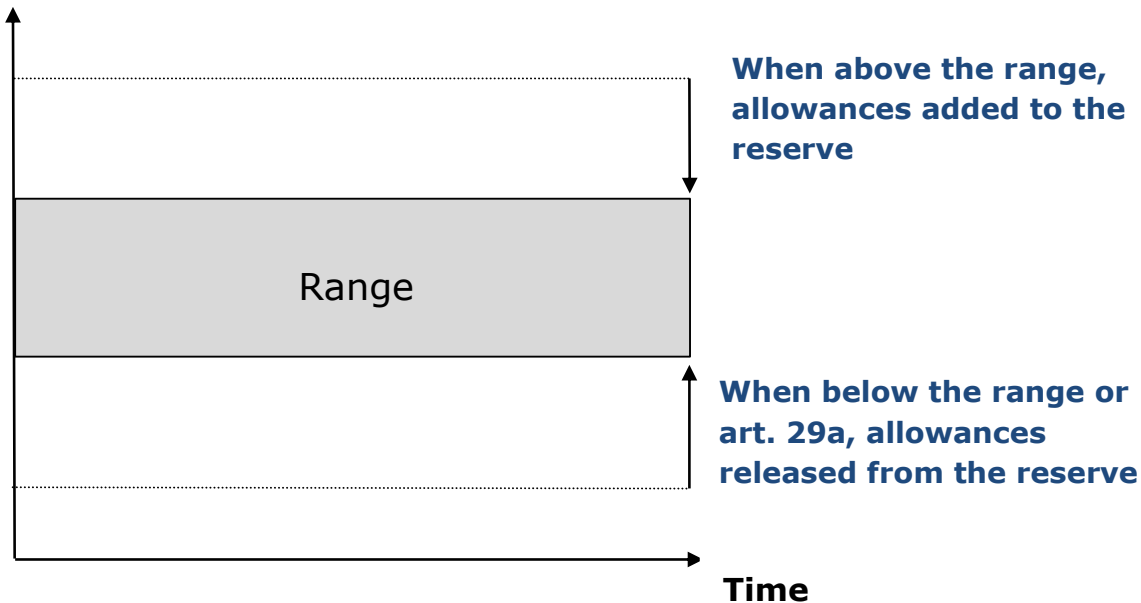 When above the range,
allowances added to the
reserve
Range
When below the range or
art. 29a, allowances
released from the reserve
Time